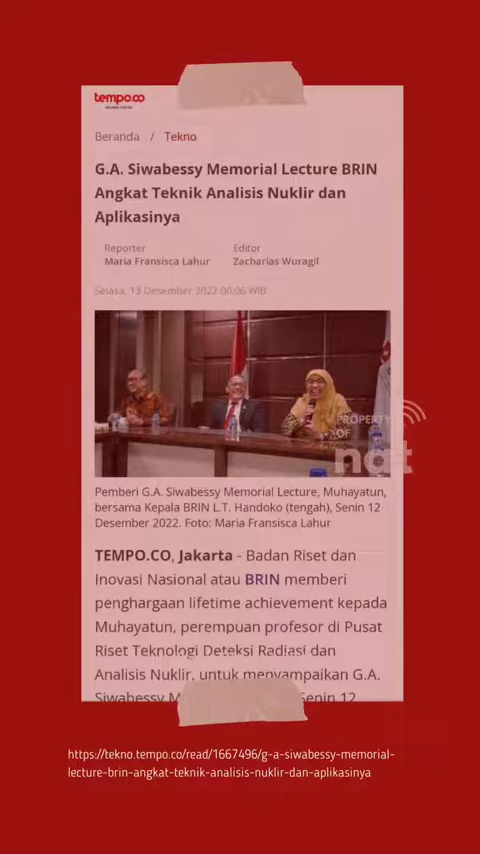 tempo.co
Beranda / Tekno
G.A. Siwabessy Memorial Lecture BRIN
Angkat Teknik Analisis Nuklir dan
Aplikasinya
Reporter
Maria Fransisca Lahur
Editor
Zacharias Wuragil
Selasa, 13 Desember 2022 00:06 WIB
PROPERTY
OF
nqt
Pemberi G.A. Siwabessy Memorial Lecture, Muhayatun,
bersama Kepala BRIN L.T. Handoko (tengah), Senin 12
Desember 2022. Foto: Maria Fransisca Lahur
TEMPO.CO, Jakarta - Badan Riset dan
Inovasi Nasional atau BRIN memberi
penghargaan lifetime achievement kepada
Muhayatun, perempuan profesor di Pusat
Riset Teknologi Deteksi Radiasi dan
Analisis Nuklir, untuk menyampaikan G.A.
Siwabessy Senin 12
https://tekno.tempo.co/read/1667496/g-a-siwabessy-memorial-
lecture-brin-angkat-teknik-analisis-nuklir-dan-aplikasinya